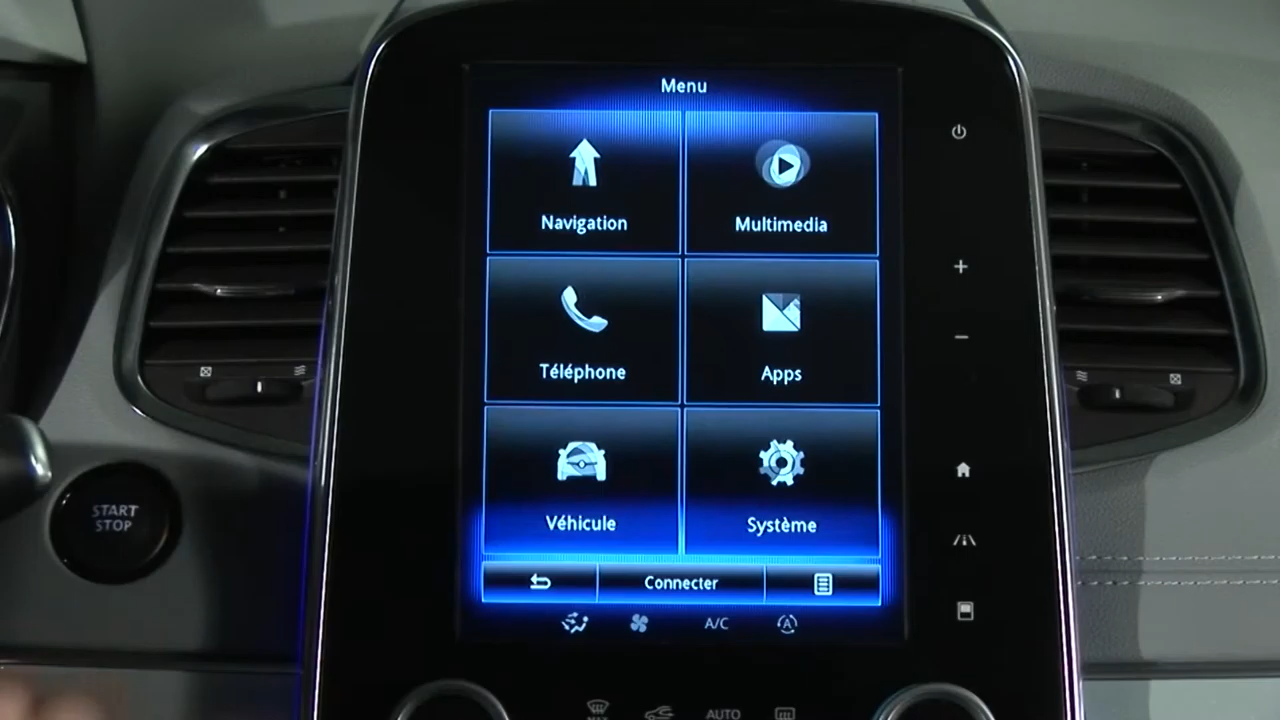 Menu
Navigation
Multimedia
Téléphone
Apps
Véhicule
Système
START
STOP
Connecter
A/C
A
AUTO